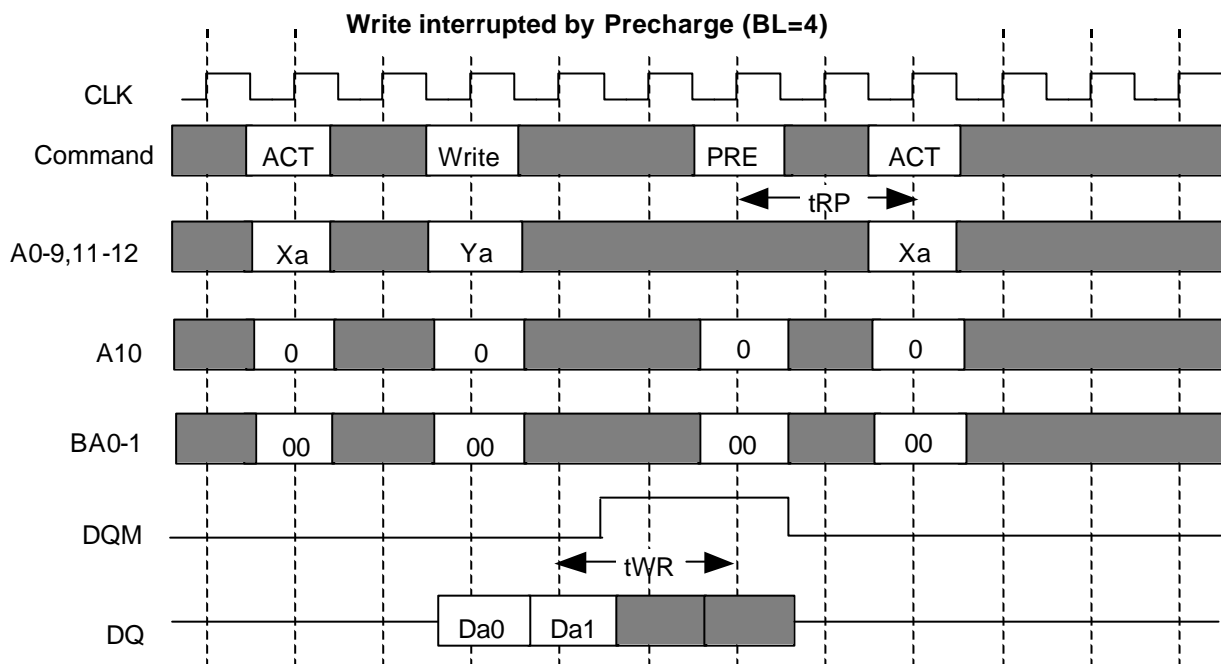 Write interrupted by Precharge (BL=4)
CLK
Command ACT Write PRE ACT
tRP
A0-9,11-12 Xa Ya Xa
A10 0 0 0 0
BA0-1 00 00 00 00
DQM
tWR
DQ Da0 Da1